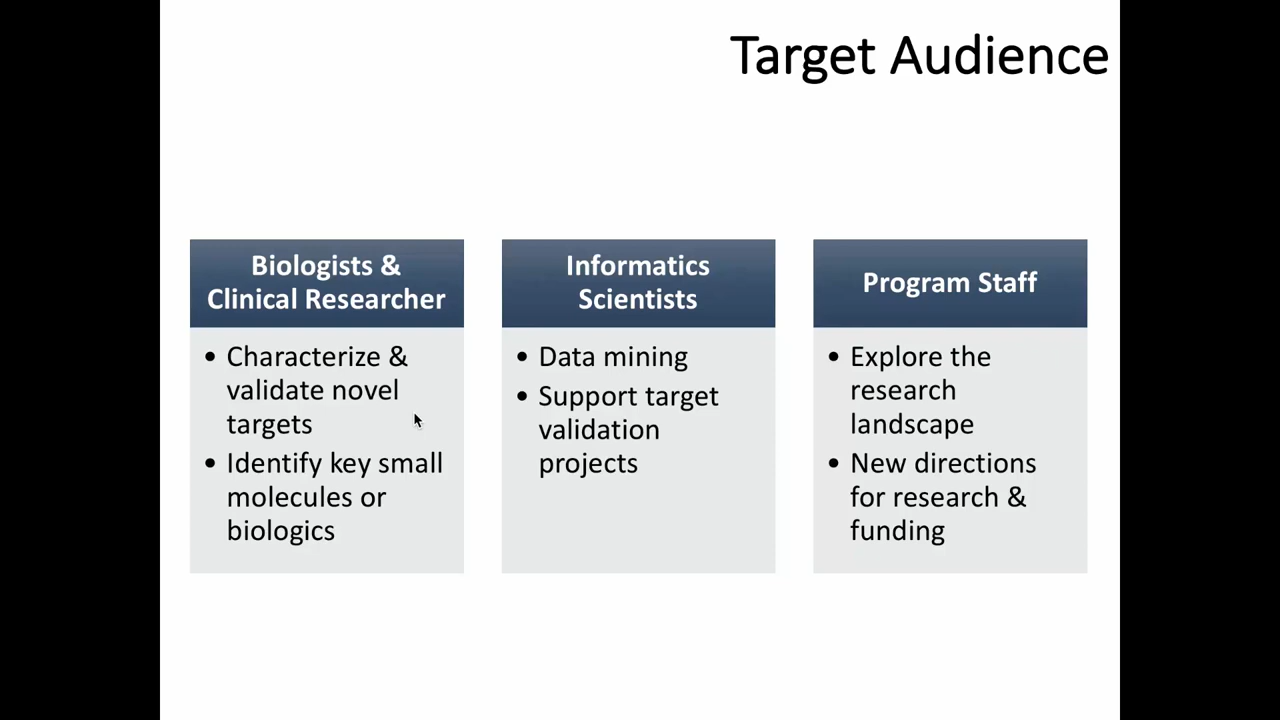 Target Audience
Biologists &
Clinical Researcher
• Characterize &
validate novel
targets
• Identify key small
molecules or
biologics
Informatics
Scientists
• Data mining
• Support target
validation
projects
Program Staff
• Explore the
research
landscape
• New directions
for research &
funding